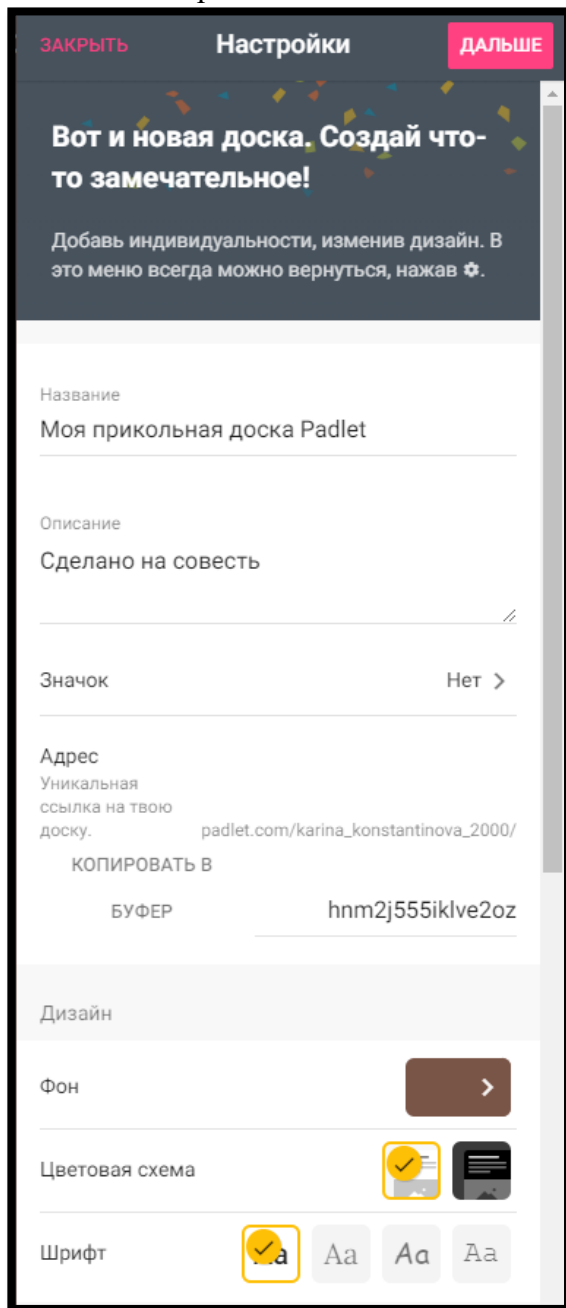 ЗАКРЫТЬ Настройки ДАЛЬШЕ
Вот и новая доска. Создай что-
то замечательное!
Добавь индивидуальности, изменив дизайн. В
это меню всегда можно вернуться, нажав ⚙.
Название
Моя прикольная доска Padlet
Описание
Сделано на совесть
Значок Нет >
Адрес
Уникальная
ссылка на твою
доску. padlet.com/karina_konstantinova_2000/
КОПИРОВАТЬ В
БУФЕР hnm2j555iklve2oz
Дизайн
Фон
Цветовая схема
Шрифт Aa Aa Aa